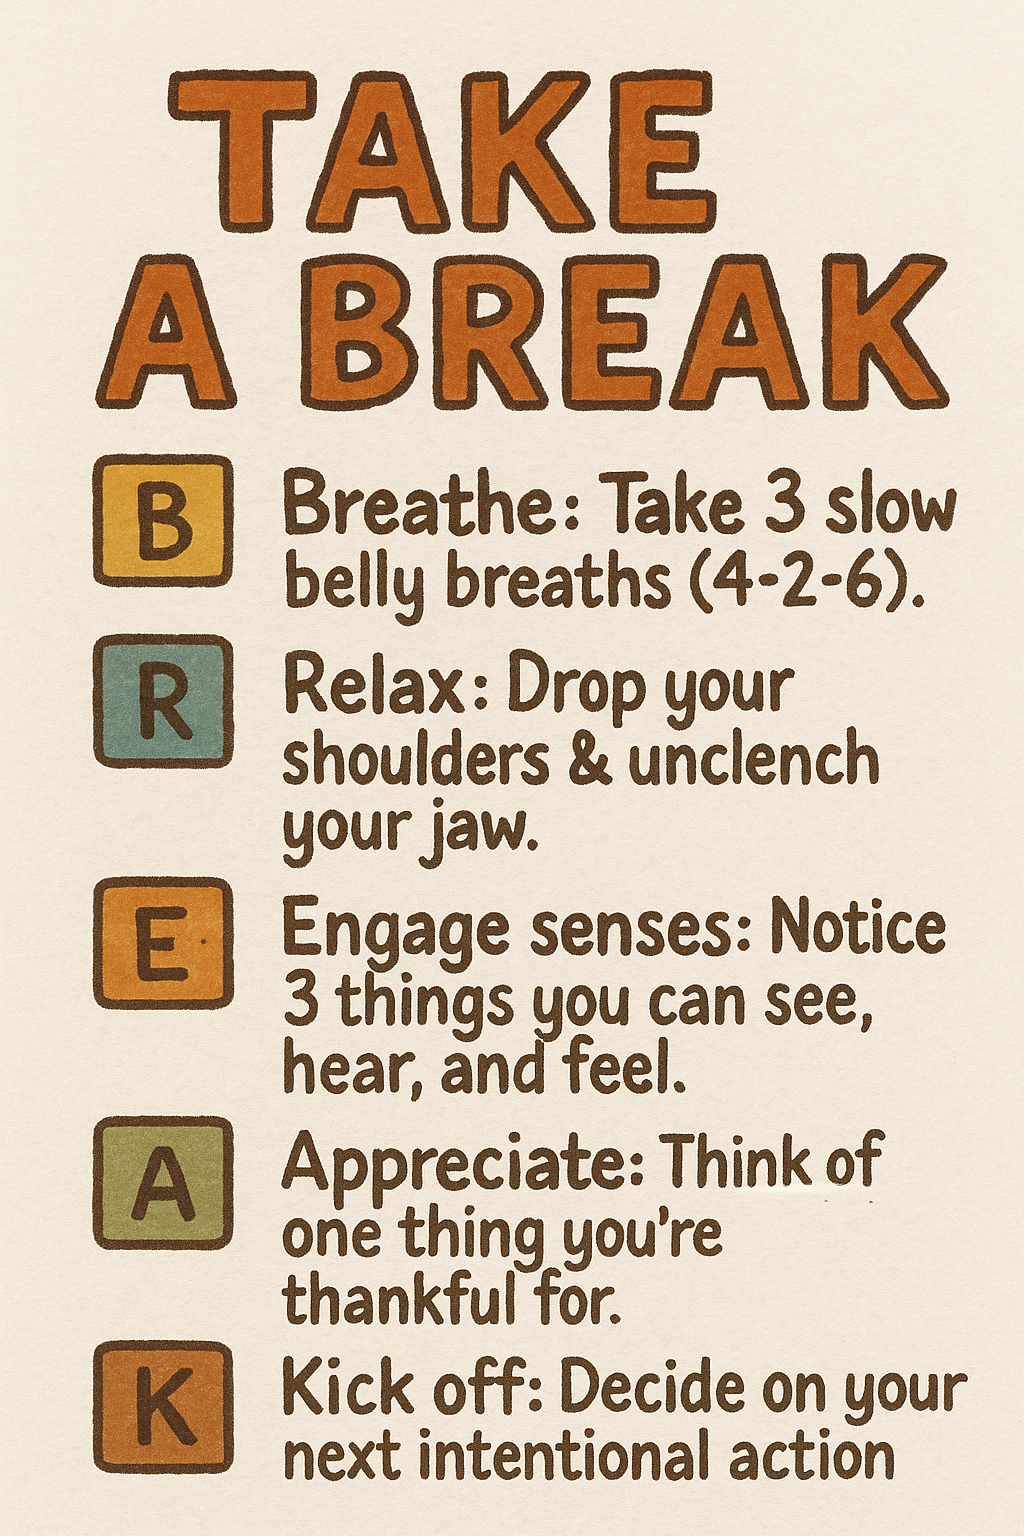 TAKE
A BREAK
B
Breathe: Take 3 slow
belly breaths (4-2-6).
R
Relax: Drop your
shoulders & unclench
your jaw.
E
Engage senses: Notice
3 things you can see,
hear, and feel.
A
Appreciate: Think of
one thing you're
thankful for.
K
Kick off: Decide on your
next intentional action